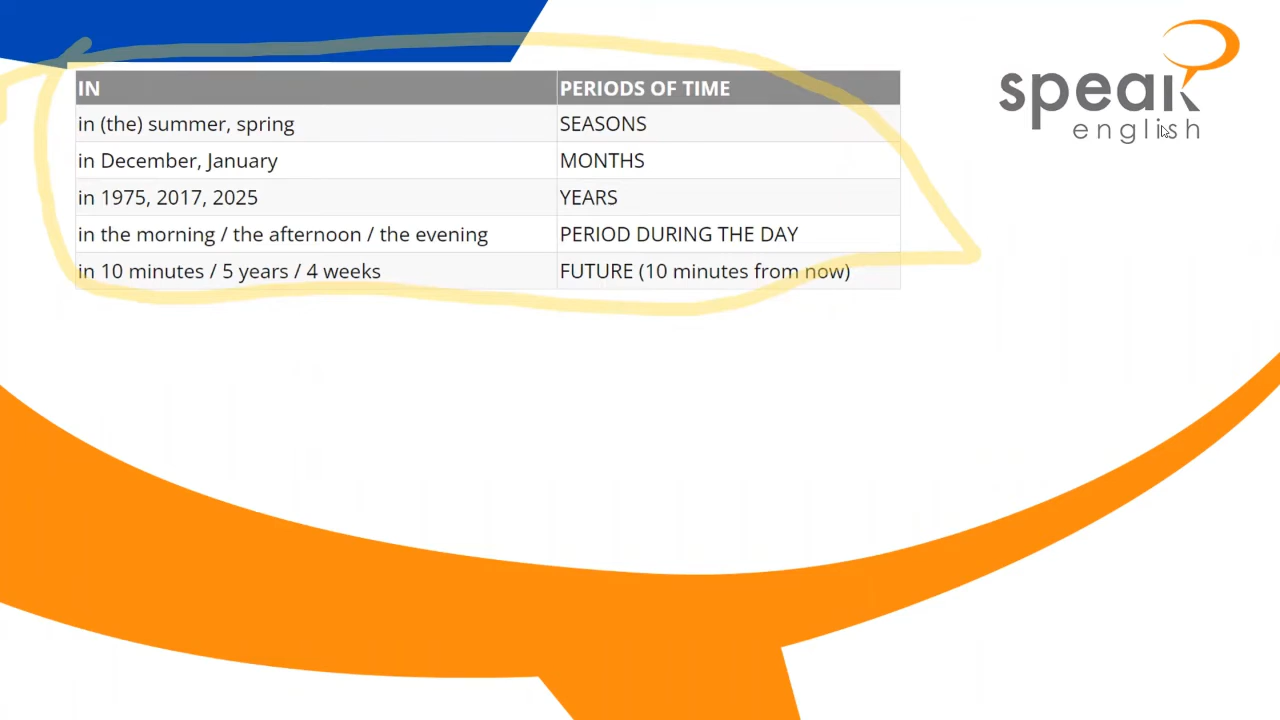 IN PERIODS OF TIME
in (the) summer, spring SEASONS
in December, January MONTHS
in 1975, 2017, 2025 YEARS
in the morning / the afternoon / the evening PERIOD DURING THE DAY
in 10 minutes / 5 years / 4 weeks FUTURE (10 minutes from now)
speak
english